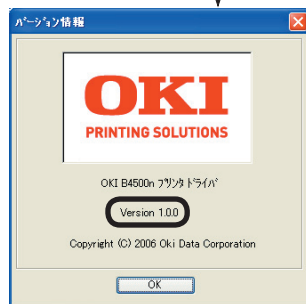 バージョン情報
OKI
PRINTING SOLUTIONS
OKI B4500n プリンタ ドライバ
Version 1.0.0
Copyright (C) 2006 Oki Data Corporation
OK